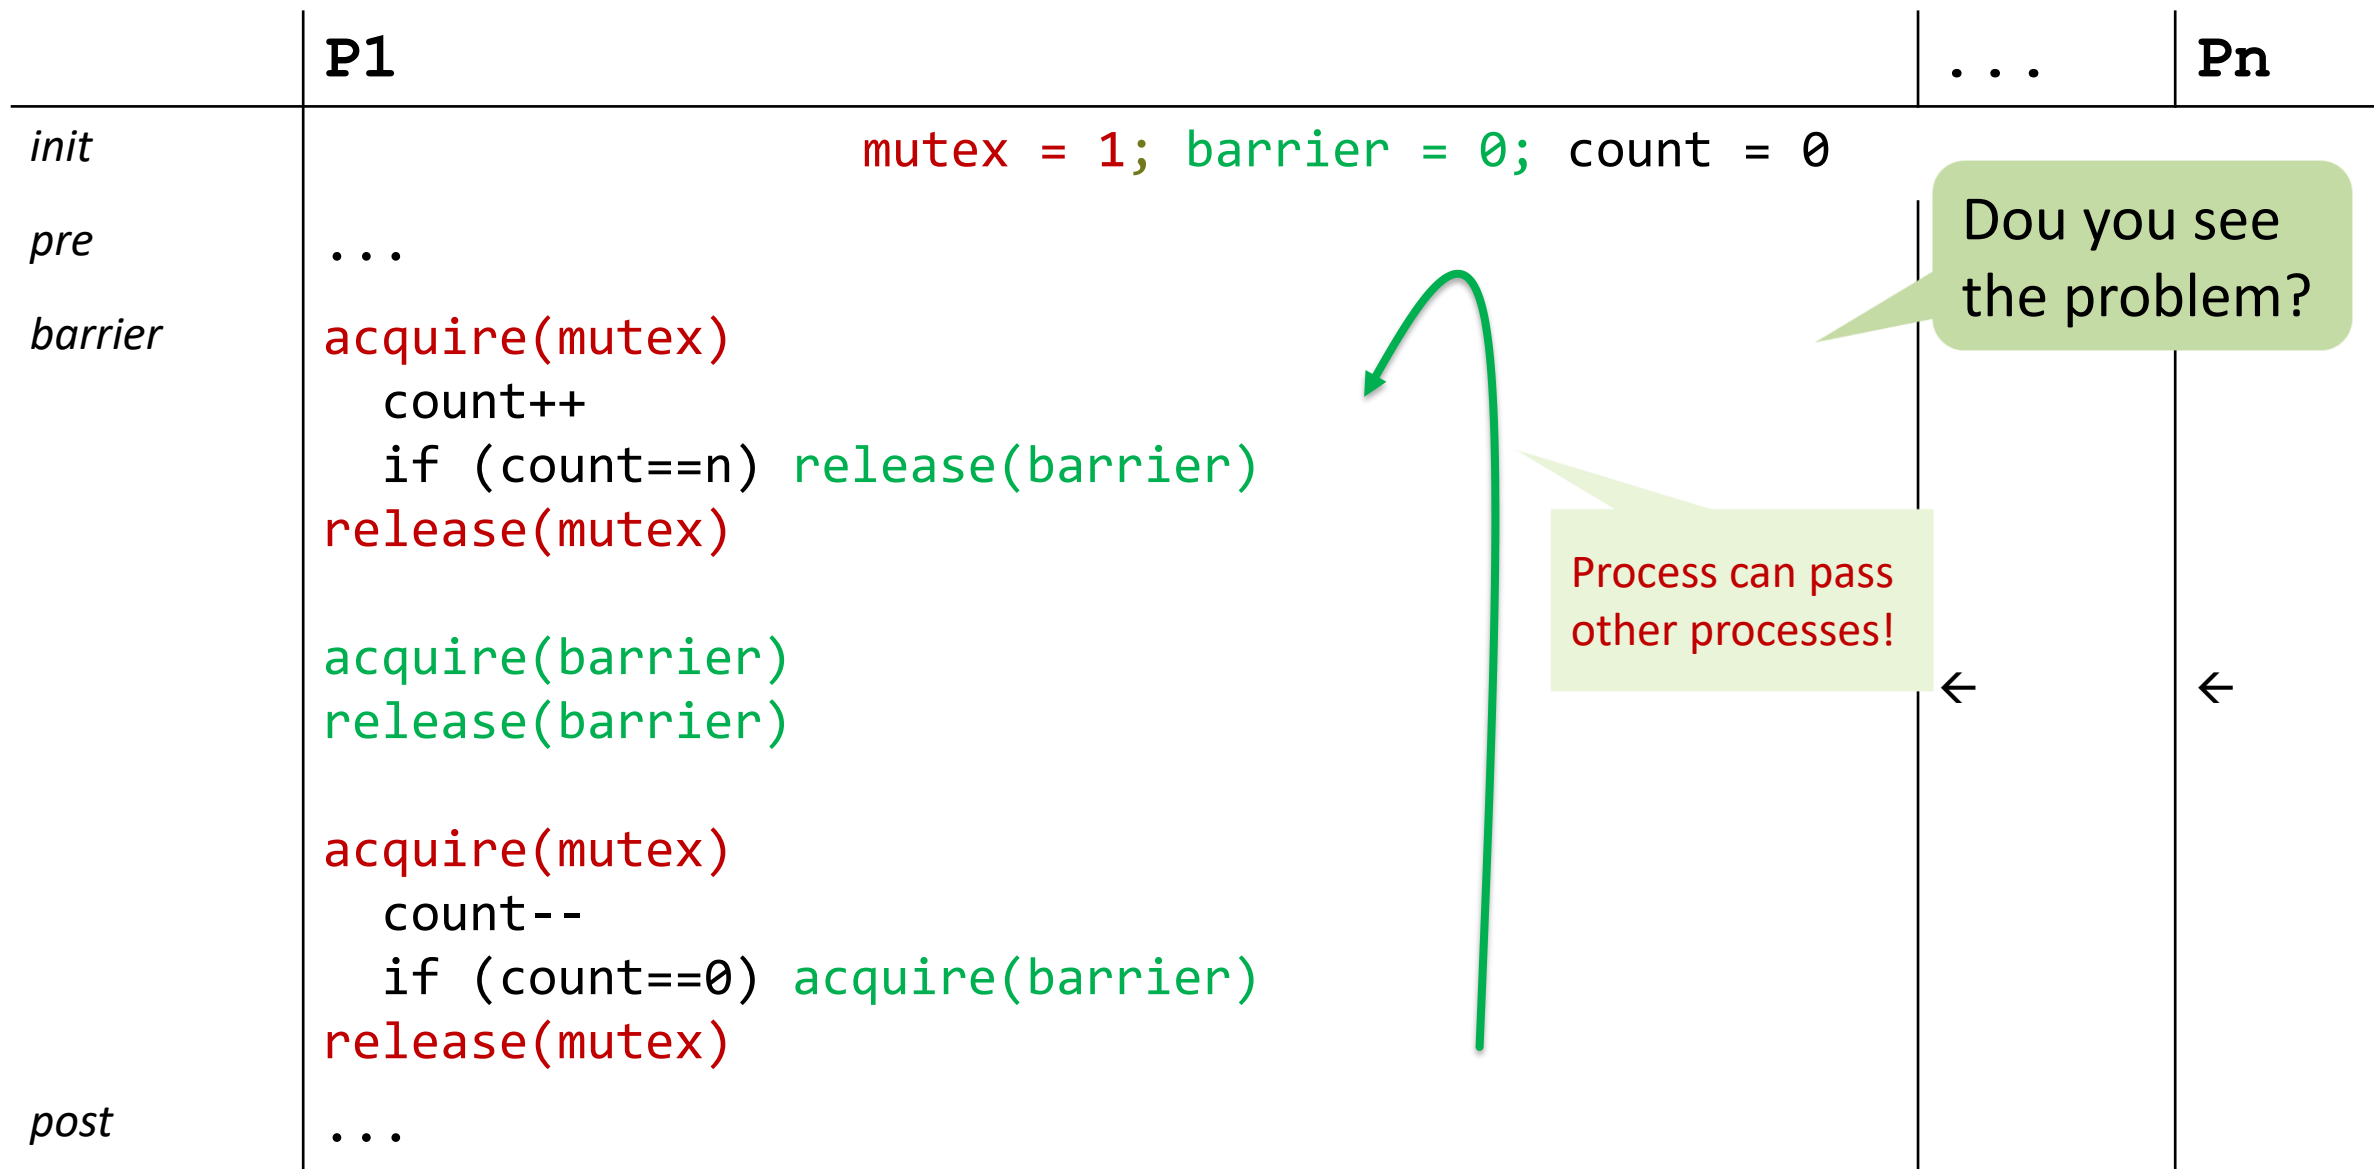 P1 ... Pn
init mutex = 1; barrier = 0; count = 0
pre ...
Dou you see
the problem?
barrier acquire(mutex)
count++
if (count==n) release(barrier)
release(mutex)
Process can pass
other processes!
acquire(barrier)
← ←
release(barrier)
acquire(mutex)
count--
if (count==0) acquire(barrier)
release(mutex)
post ...